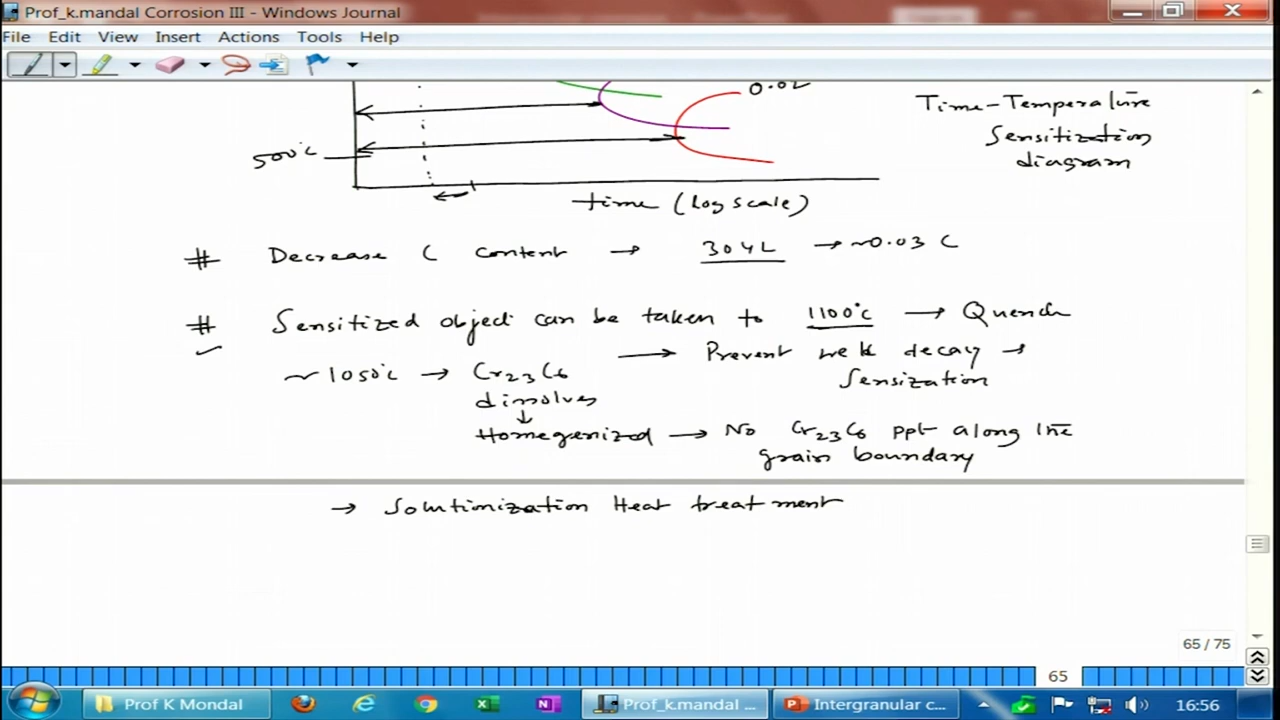 Prof_k.mandal Corrosion III - Windows Journal
File Edit View Insert Actions Tools Help
0.02
Time-Temperature
Sensitization
diagram
500°C
time (log scale)
# Decrease C content → 304L → ~0.03 C
# Sensitized object can be taken to 1100°C → Quench
→ Prevent weld decay →
Sensization
~1050°C → Cr23C6
dissolves
↓
Homogenized → No Cr23C6 ppt along the
grain boundary
→ Solutionization Heat treatment
65 / 75
65
Prof K Mondal
Prof_k.mandal ...
Intergranular c...
16:56